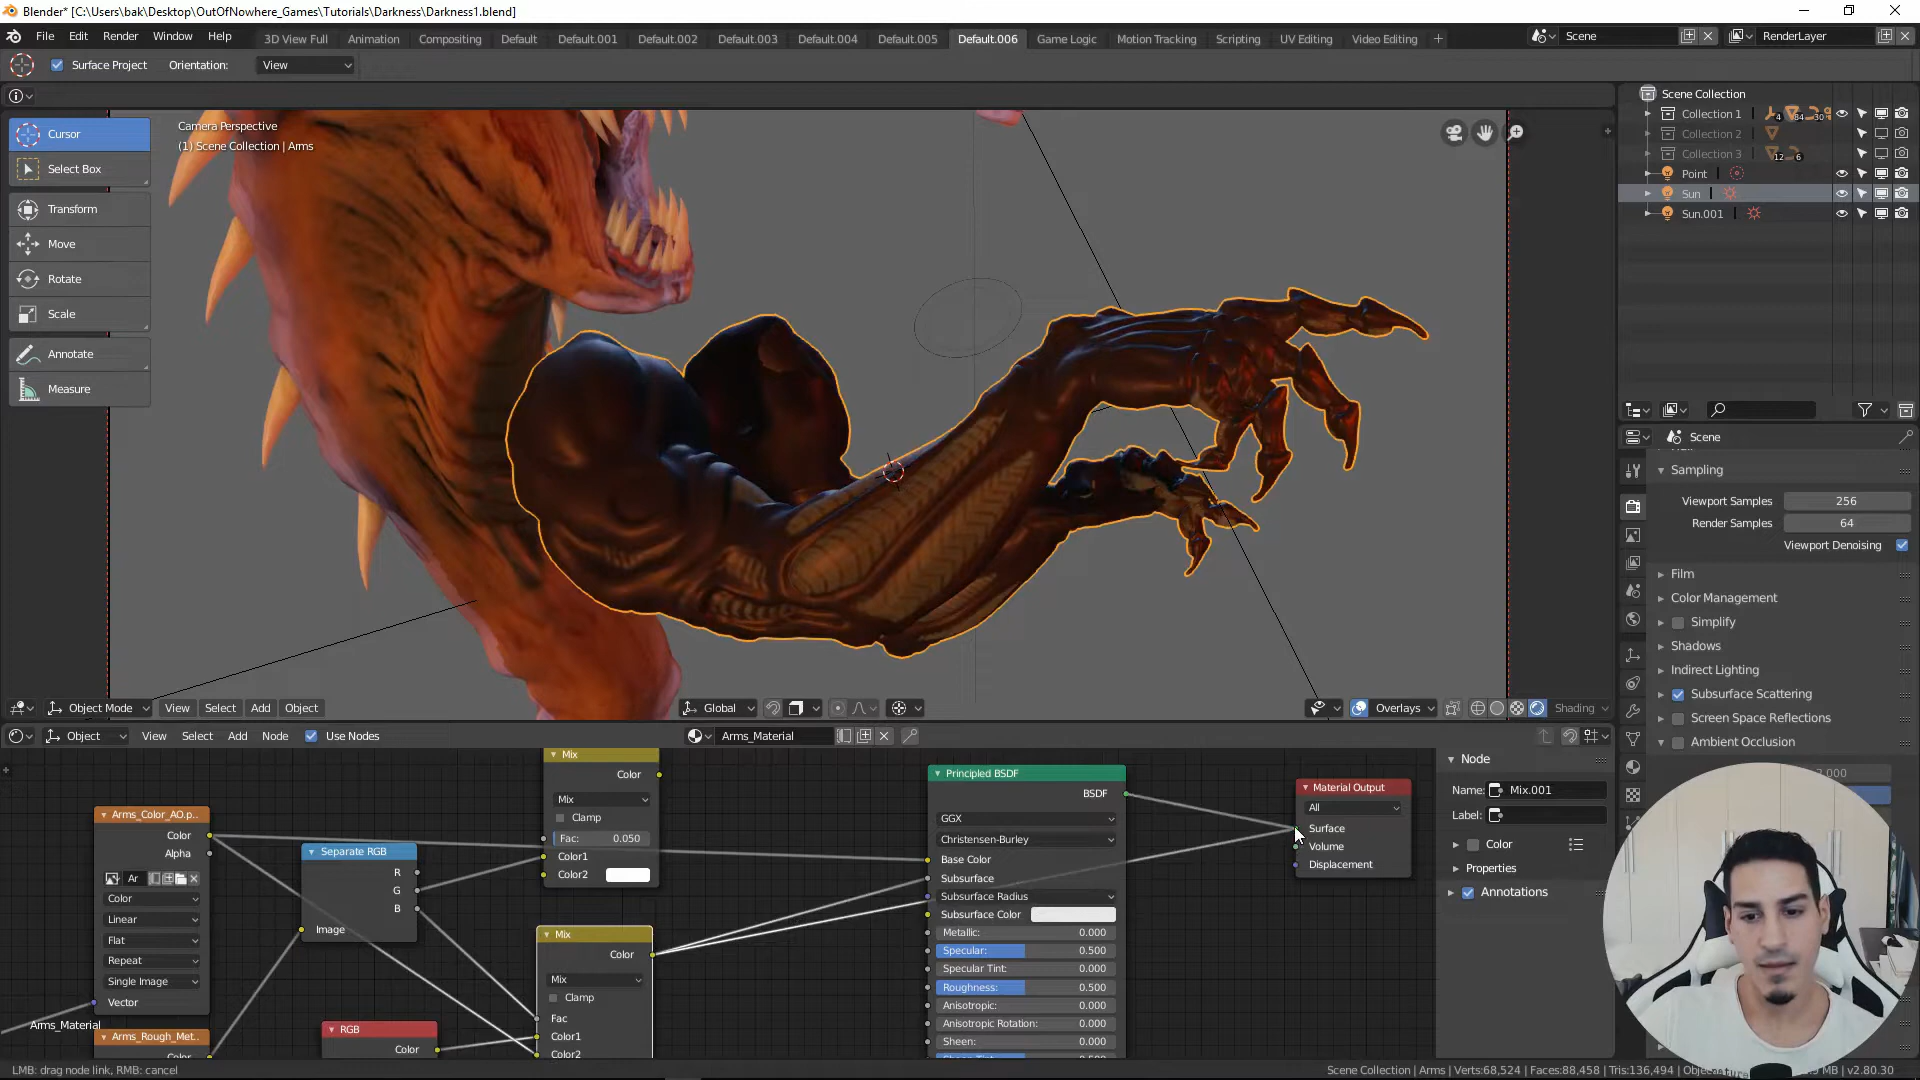 Blender* [C:\Users\bak\Desktop\OutOfNowhere_Games\Tutorials\Darkness\Darkness1.blend]
File Edit Render Window Help 3D View Full Animation Compositing Default Default.001 Default.002 Default.003 Default.004 Default.005 Default.006 Game Logic Motion Tracking Scripting UV Editing Video Editing + Scene RenderLayer
Surface Project Orientation: View
Cursor
Select Box
Transform
Move
Rotate
Scale
Annotate
Measure
Camera Perspective
(1) Scene Collection | Arms
Scene Collection
Collection 1 4 84 30
Collection 2
Collection 3 12 6
Point
Sun
Sun.001
Scene
Sampling
Viewport Samples 256
Render Samples 64
Viewport Denoising
Film
Color Management
Simplify
Shadows
Indirect Lighting
Subsurface Scattering
Screen Space Reflections
Ambient Occlusion
Object Mode View Select Add Object Global Overlays Shading
Object View Select Add Node Use Nodes Arms_Material
Arms_Color_AO.p..
Color
Alpha
Ar
Color
Linear
Flat
Repeat
Single Image
Vector
Arms_Material
Arms_Rough_Met..
Color
Separate RGB
R
G
B
Image
RGB
Color
Mix
Color
Mix
Clamp
Fac: 0.050
Color1
Color2
Mix
Color
Mix
Clamp
Fac
Color1
Color2
Principled BSDF
BSDF
GGX
Christensen-Burley
Base Color
Subsurface
Subsurface Radius
Subsurface Color
Metallic: 0.000
Specular: 0.500
Specular Tint: 0.000
Roughness: 0.500
Anisotropic: 0.000
Anisotropic Rotation: 0.000
Sheen: 0.000
Material Output
All
Surface
Volume
Displacement
Node
Name: Mix.001
Label:
Color
Properties
Annotations
LMB: drag node link, RMB: cancel
Scene Collection | Arms | Verts:68,524 | Faces:88,458 | Tris:136,494 | MB | v2.80.30